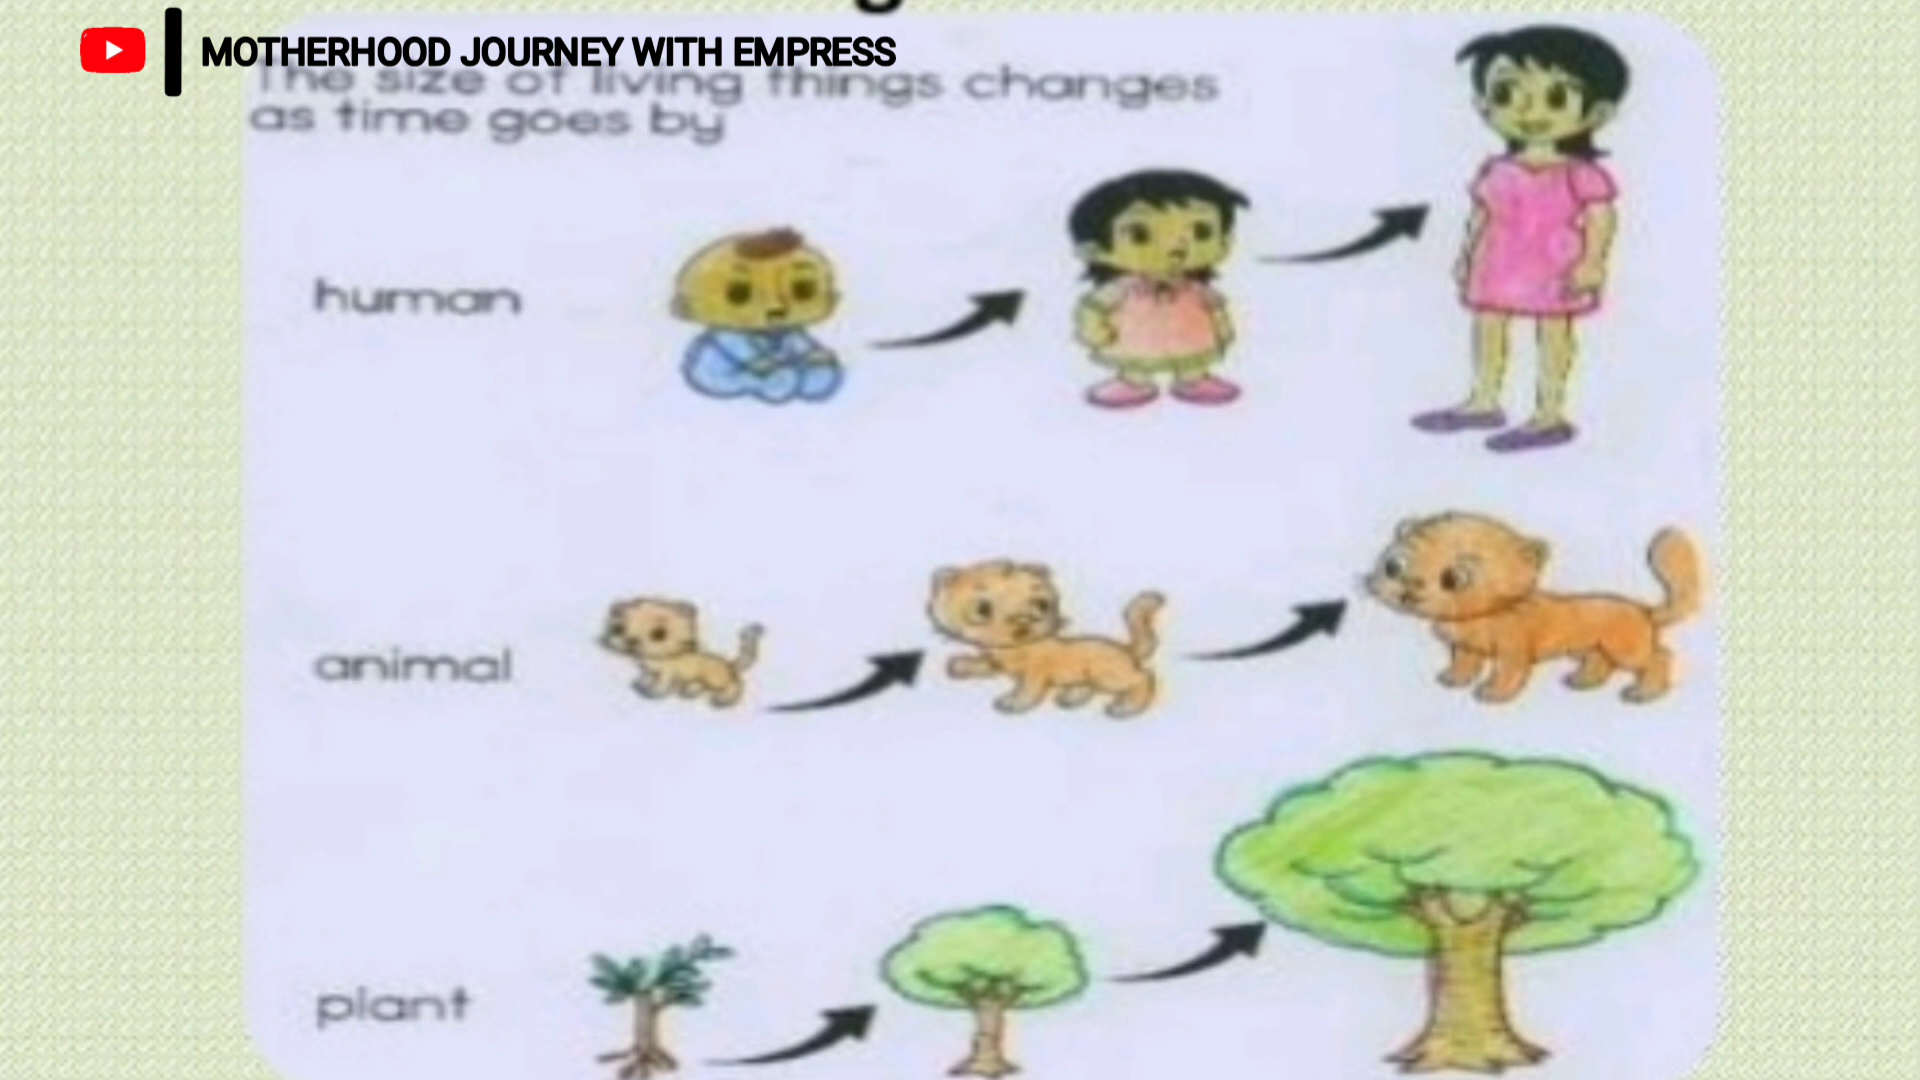 MOTHERHOOD JOURNEY WITH EMPRESS
The size of living things changes
as time goes by
human
animal
plant